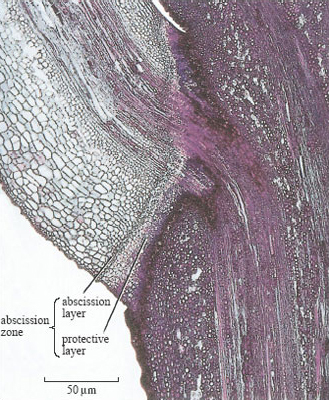 abscission
layer
abscission
zone
protective
layer
50 µm